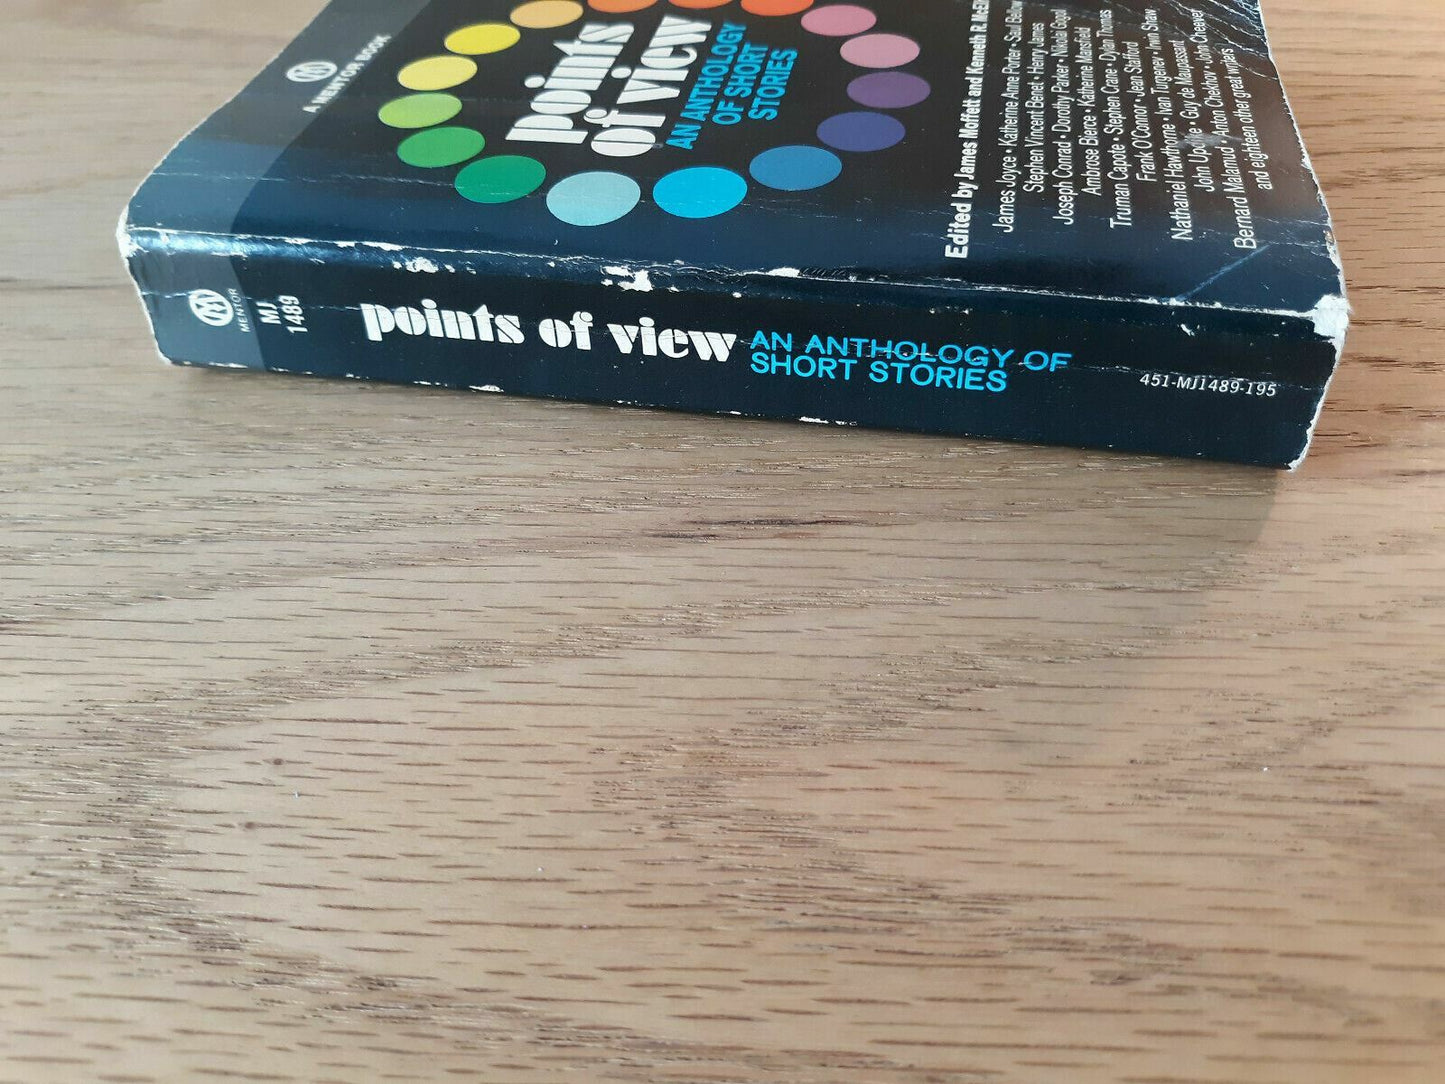 A MENTOR BOOK
points
of view
AN ANTHOLOGY
OF SHORT
STORIES
Edited by James Moffett and Kenneth R. McEl
James Joyce • Katherine Anne Porter • Saul Bellow
Stephen Vincent Benet • Henry James
Joseph Conrad • Dorothy Parker • Nikolai Gogol
Ambrose Bierce • Katherine Mansfield
Truman Capote • Stephen Crane • Dylan Thomas
Frank O'Connor • Jean Stafford
Nathaniel Hawthorne • Ivan Turgenev • Irwin Shaw
John Updike • Guy de Maupassant
Bernard Malamud • Anton Chekhov • John Cheever
and eighteen other great writers
MENTOR
MJ
1489
points of view
AN ANTHOLOGY OF
SHORT STORIES
451-MJ1489-195